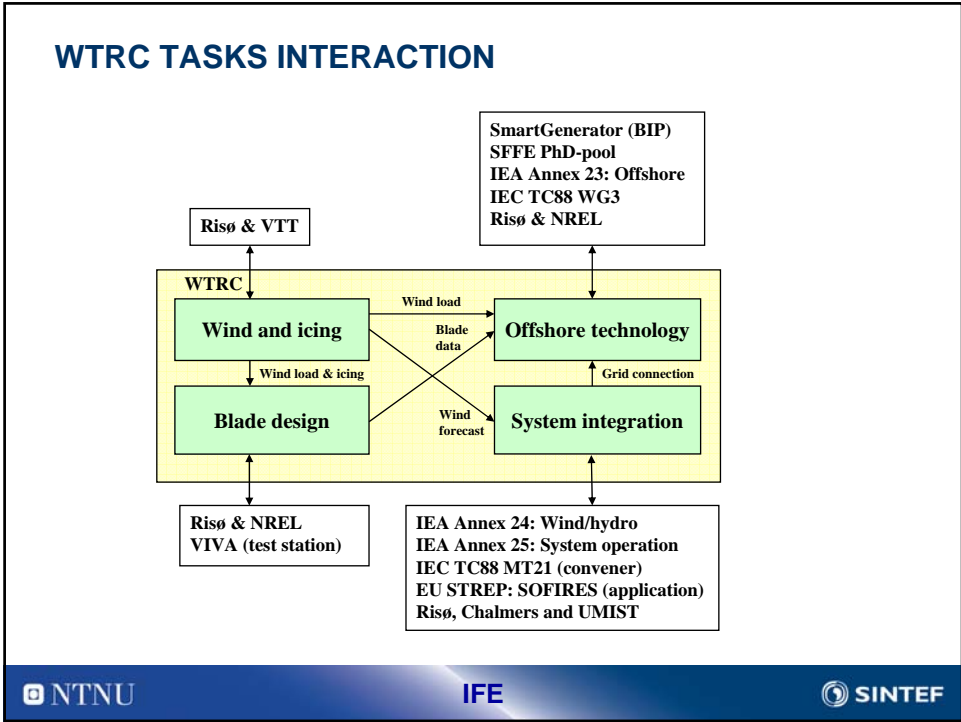 WTRC TASKS INTERACTION
SmartGenerator (BIP)
SFFE PhD-pool
IEA Annex 23: Offshore
IEC TC88 WG3
Risø & NREL
Risø & VTT
WTRC
Wind load
Wind and icing
Blade
data
Offshore technology
Wind load & icing
Grid connection
Blade design
Wind
forecast
System integration
Risø & NREL
VIVA (test station)
IEA Annex 24: Wind/hydro
IEA Annex 25: System operation
IEC TC88 MT21 (convener)
EU STREP: SOFIRES (application)
Risø, Chalmers and UMIST
NTNU
IFE
SINTEF